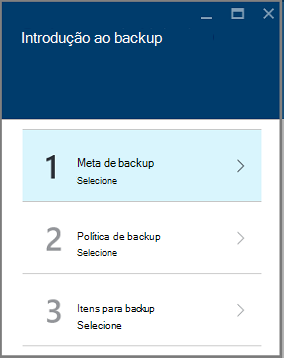 Introdução ao backup
1
Meta de backup
Selecione
2
Política de backup
Selecione
3
Itens para backup
Selecione